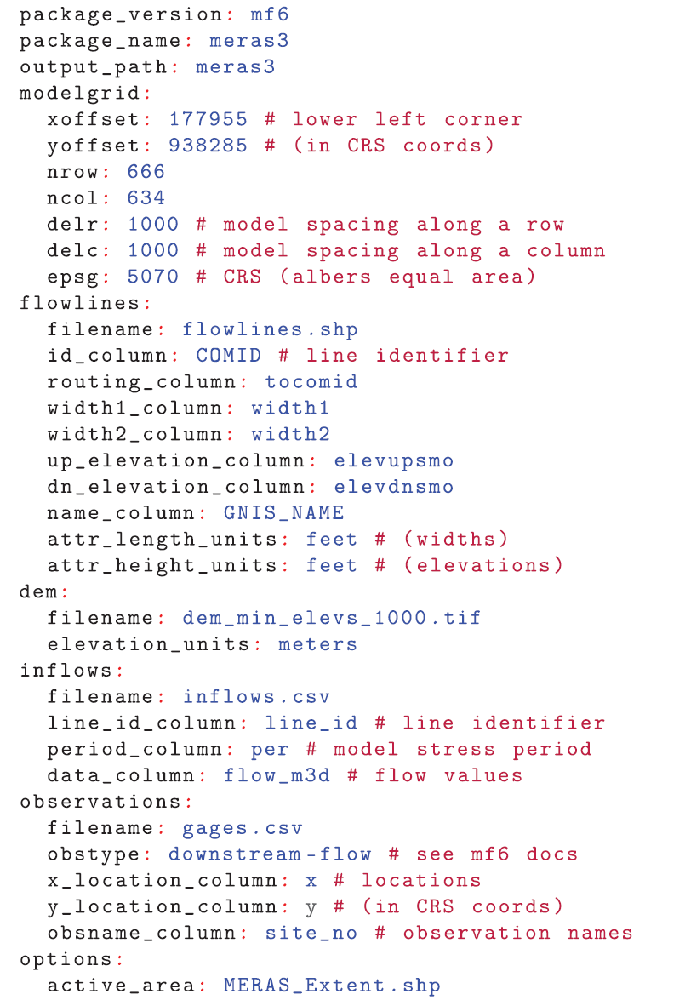 package_version: mf6
package_name: meras3
output_path: meras3
modelgrid:
  xoffset: 177955 # lower left corner
  yoffset: 938285 # (in CRS coords)
  nrow: 666
  ncol: 634
  delr: 1000 # model spacing along a row
  delc: 1000 # model spacing along a column
  epsg: 5070 # CRS (albers equal area)
flowlines:
  filename: flowlines.shp
  id_column: COMID # line identifier
  routing_column: tocomid
  width1_column: width1
  width2_column: width2
  up_elevation_column: elevupsmo
  dn_elevation_column: elevdnsmo
  name_column: GNIS_NAME
  attr_length_units: feet # (widths)
  attr_height_units: feet # (elevations)
dem:
  filename: dem_min_elevs_1000.tif
  elevation_units: meters
inflows:
  filename: inflows.csv
  line_id_column: line_id # line identifier
  period_column: per # model stress period
  data_column: flow_m3d # flow values
observations:
  filename: gages.csv
  obstype: downstream-flow # see mf6 docs
  x_location_column: x # locations
  y_location_column: y # (in CRS coords)
  obsname_column: site_no # observation names
options:
  active_area: MERAS_Extent.shp